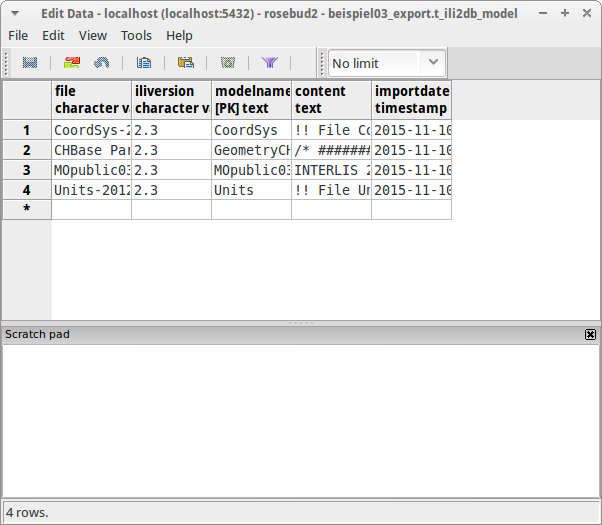 Edit Data - localhost (localhost:5432) - rosebud2 - beispiel03_export.t_ili2db_model
File Edit View Tools Help
No limit
file iliversion modelname content importdate
character va character va [PK] text text timestamp
1 CoordSys-2 2.3 CoordSys !! File Co 2015-11-10
2 CHBase Par 2.3 GeometryCH /* ####### 2015-11-10
3 MOpublic03 2.3 MOpublic03 INTERLIS 2 2015-11-10
4 Units-2012 2.3 Units !! File Un 2015-11-10
*
Scratch pad
4 rows.